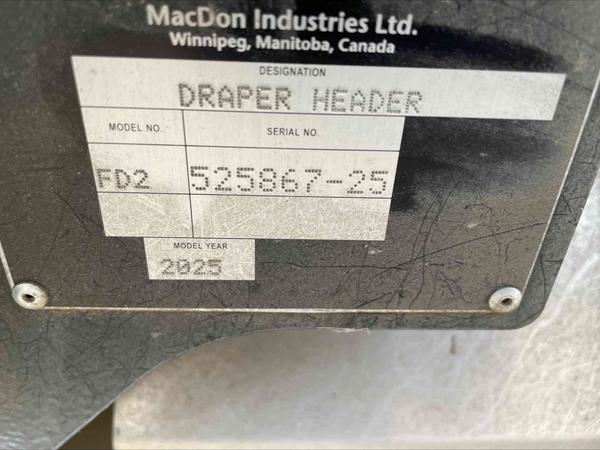 MacDon Industries Ltd.
Winnipeg, Manitoba, Canada
DESIGNATION
DRAPER HEADER
MODEL NO.
SERIAL NO.
FD2
525867-25
MODEL YEAR
2025